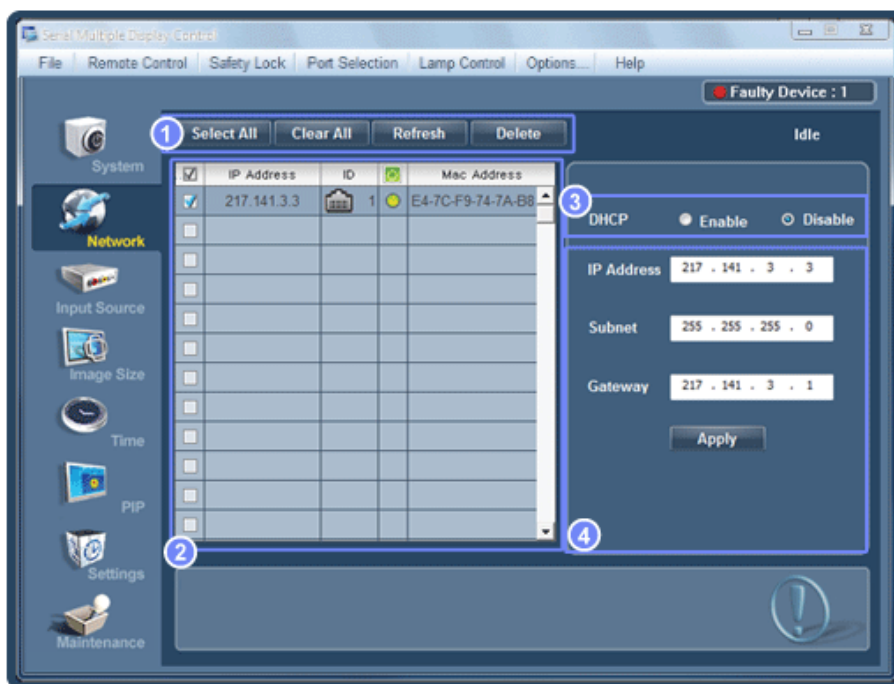 Serial Multiple Display Control
File Remote Control Safety Lock Port Selection Lamp Control Options... Help
Faulty Device : 1
1 Select All Clear All Refresh Delete
Idle
System
IP Address ID Mac Address
217.141.3.3 1 E4-7C-F9-74-7A-B8
3
DHCP Enable Disable
Network
IP Address 217 . 141 . 3 . 3
Input Source
Subnet 255 . 255 . 255 . 0
Image Size
Gateway 217 . 141 . 3 . 1
Time
Apply
PIP
2
4
Settings
Maintenance